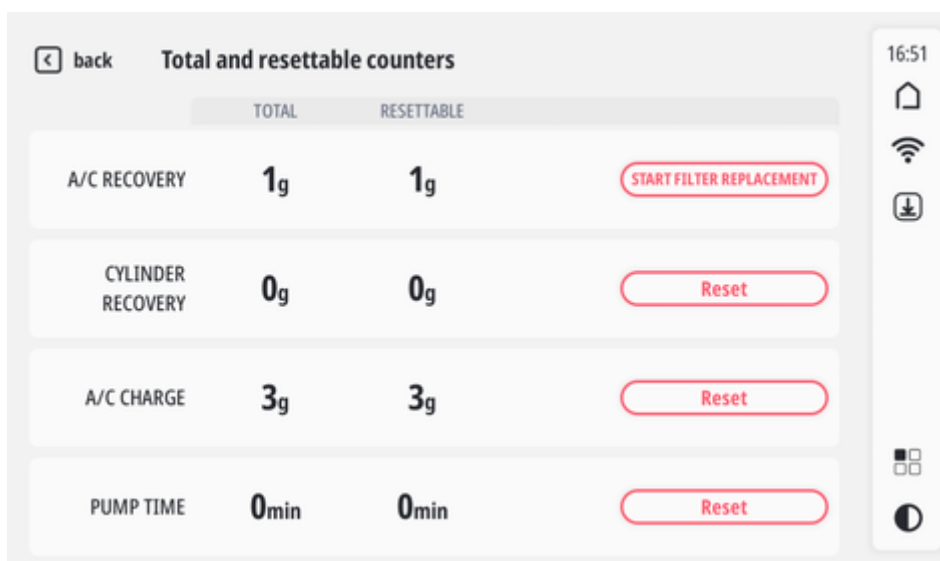 back Total and resettable counters 16:51
TOTAL RESETTABLE
A/C RECOVERY 1g 1g START FILTER REPLACEMENT
CYLINDER
RECOVERY 0g 0g Reset
A/C CHARGE 3g 3g Reset
PUMP TIME 0min 0min Reset